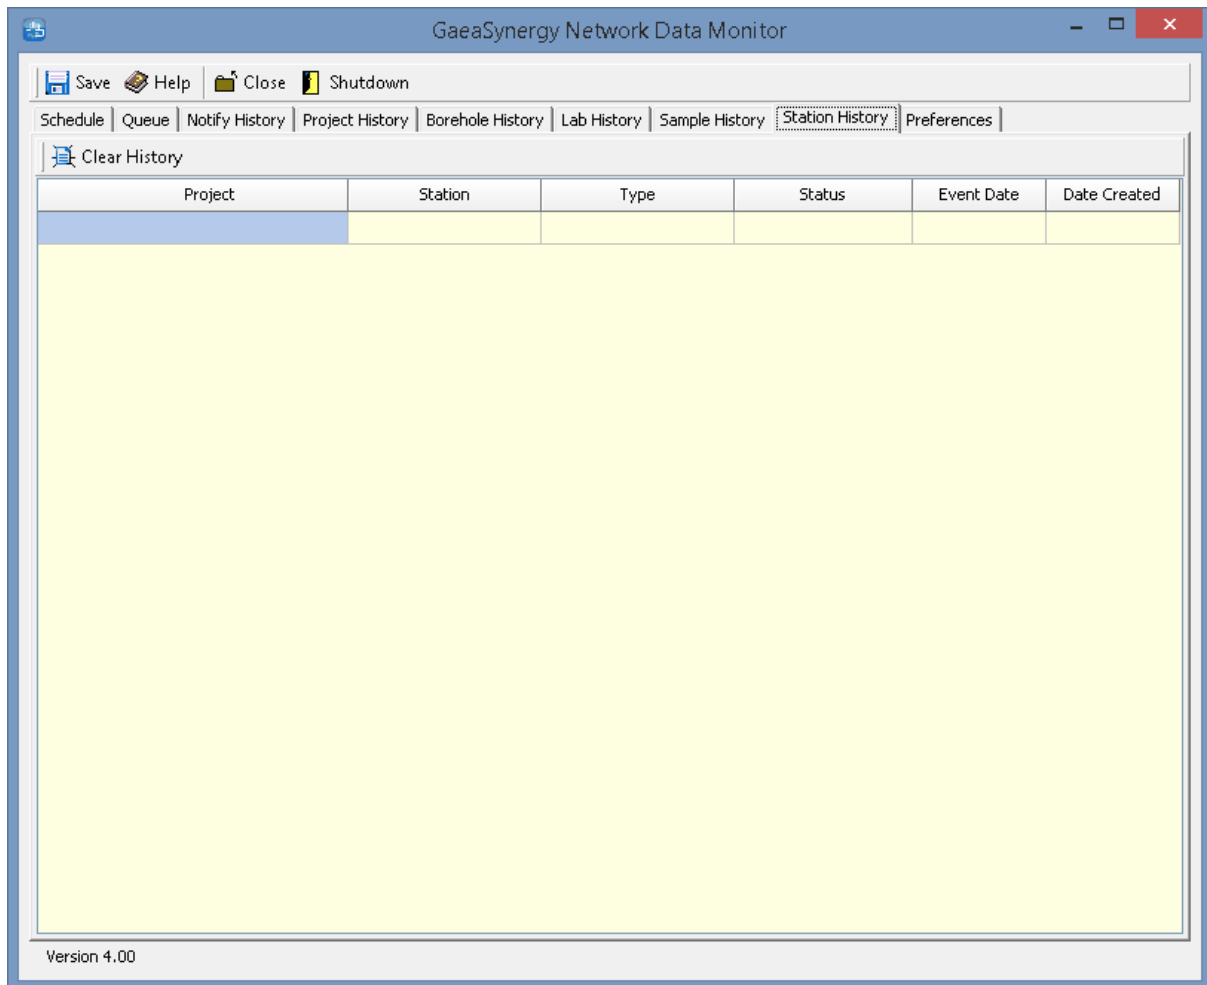 GaeaSynergy Network Data Monitor
Save Help Close Shutdown
Schedule Queue Notify History Project History Borehole History Lab History Sample History Station History Preferences
Clear History
Project Station Type Status Event Date Date Created
Version 4.00